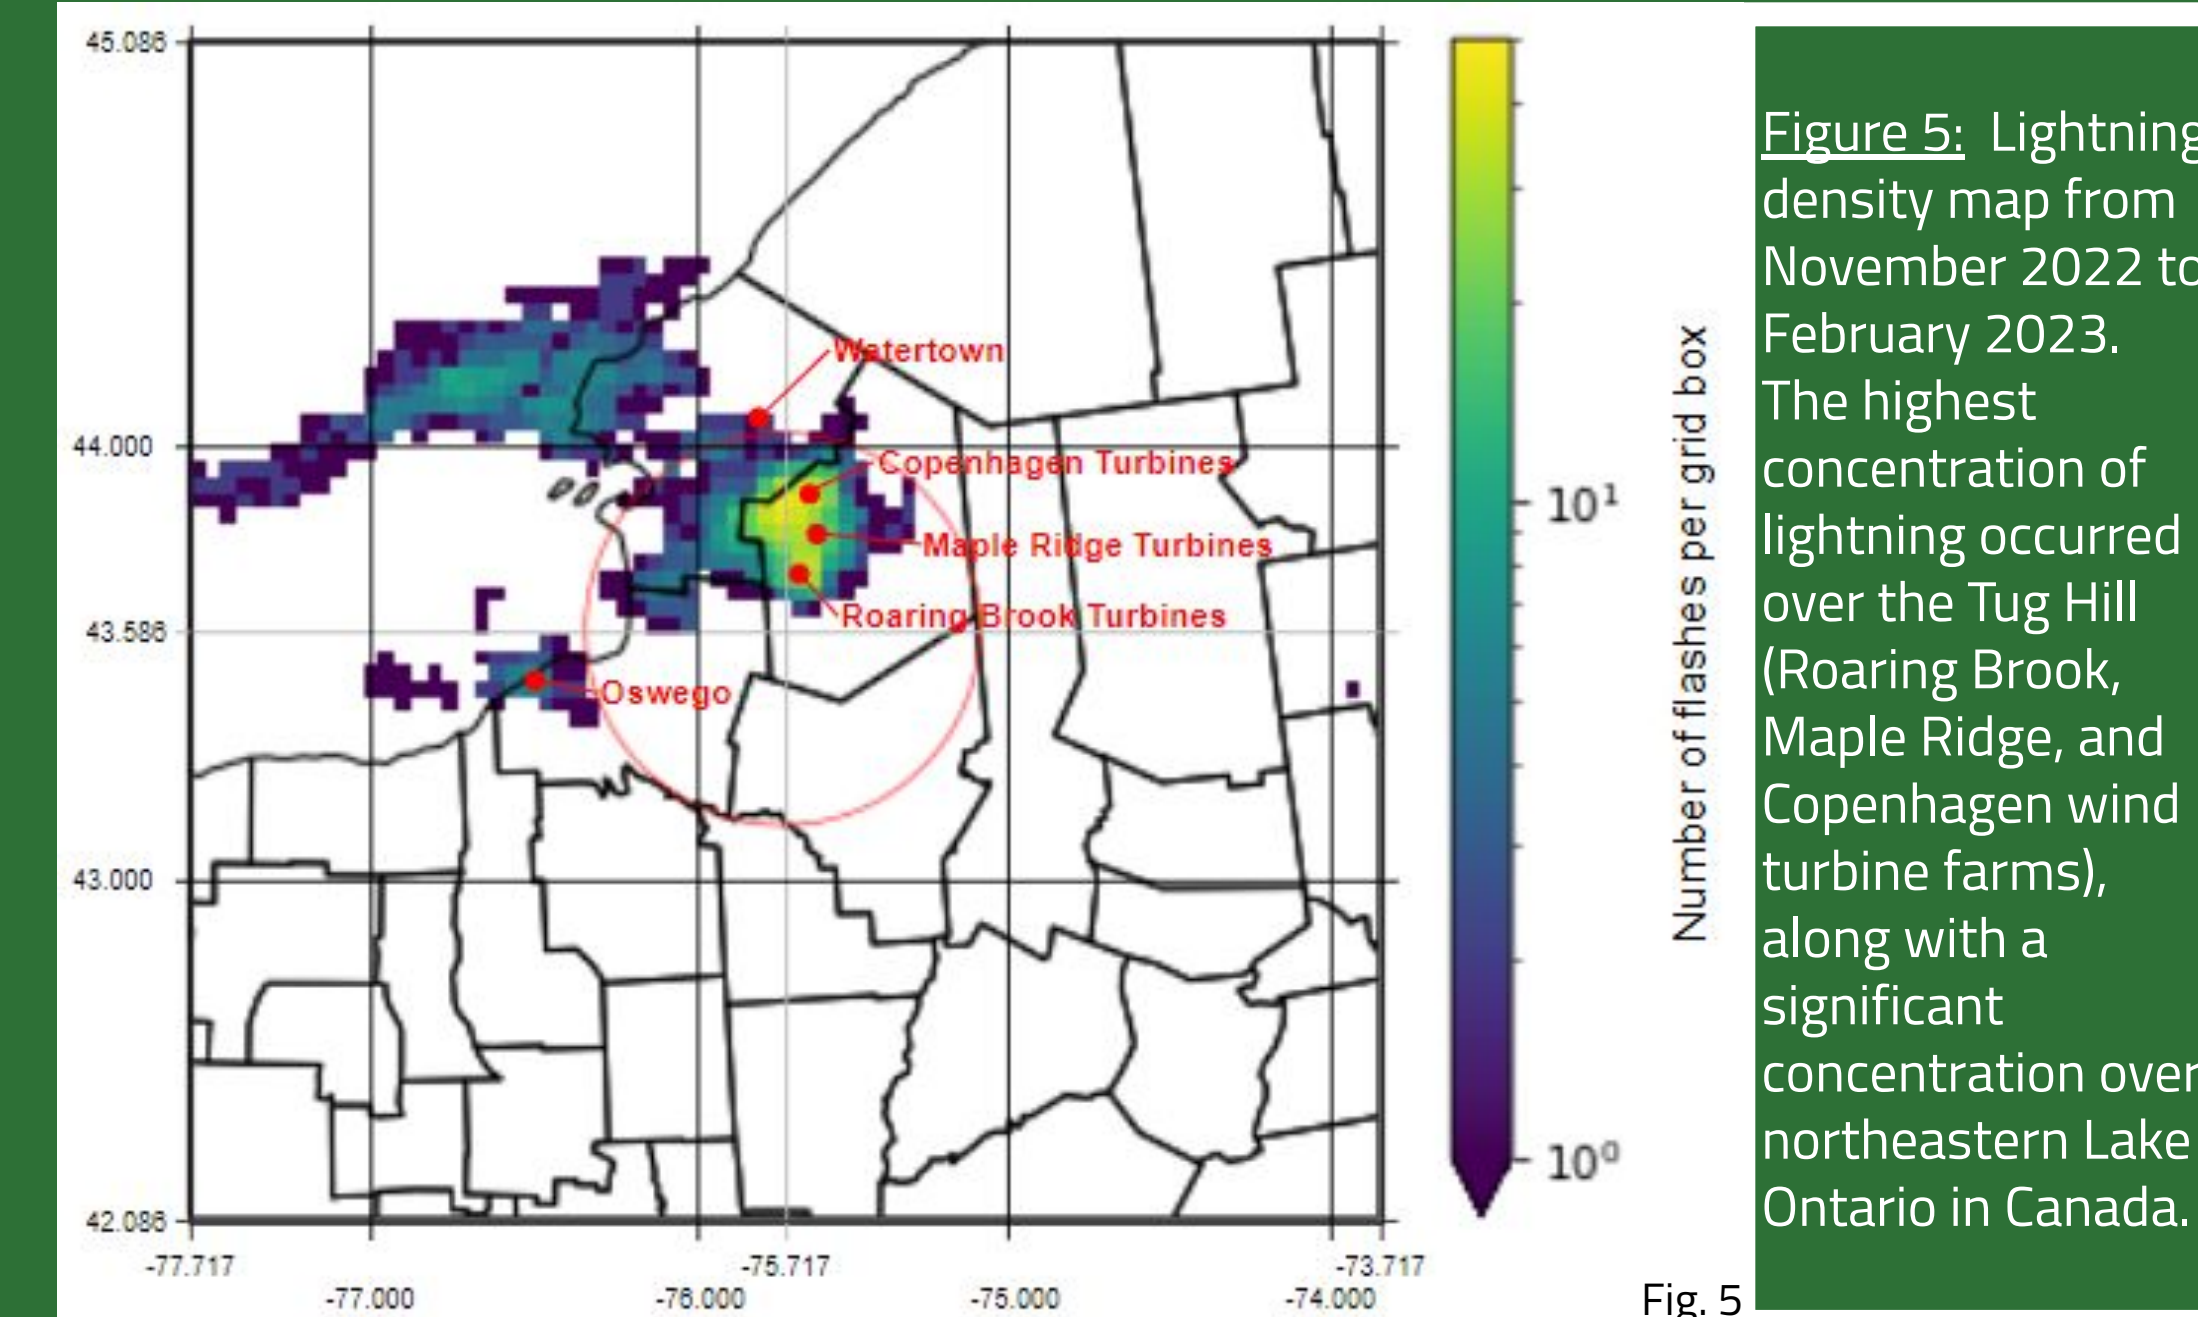 45.086
44.000
43.586
43.000
42.086
-77.717
-75.717
-73.717
-77.000
-76.000
-75.000
-74.000
Watertown
Copenhagen Turbines
Maple Ridge Turbines
Roaring Brook Turbines
Oswego
10¹
10⁰
Number of flashes per grid box
Fig. 5
Figure 5: Lightning
density map from
November 2022 to
February 2023.
The highest
concentration of
lightning occurred
over the Tug Hill
(Roaring Brook,
Maple Ridge, and
Copenhagen wind
turbine farms),
along with a
significant
concentration over
northeastern Lake
Ontario in Canada.